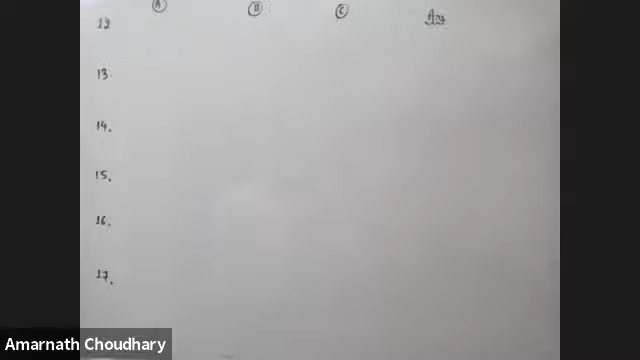 12 Ⓐ Ⓑ Ⓒ Ans
13.
14.
15.
16.
17.
Amarnath Choudhary